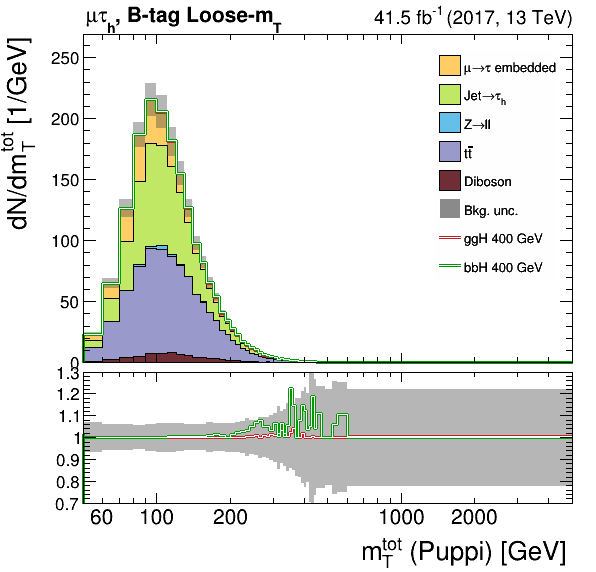 μτh, B-tag Loose-mT
41.5 fb-1 (2017, 13 TeV)
dN/dmTtot [1/GeV]
250
200
150
100
50
0
μ→τ embedded
Jet→τh
Z→ll
tt̄
Diboson
Bkg. unc.
ggH 400 GeV
bbH 400 GeV
1.3
1.2
1.1
1
0.9
0.8
0.7
60 100 200 1000 2000
mTtot (Puppi) [GeV]